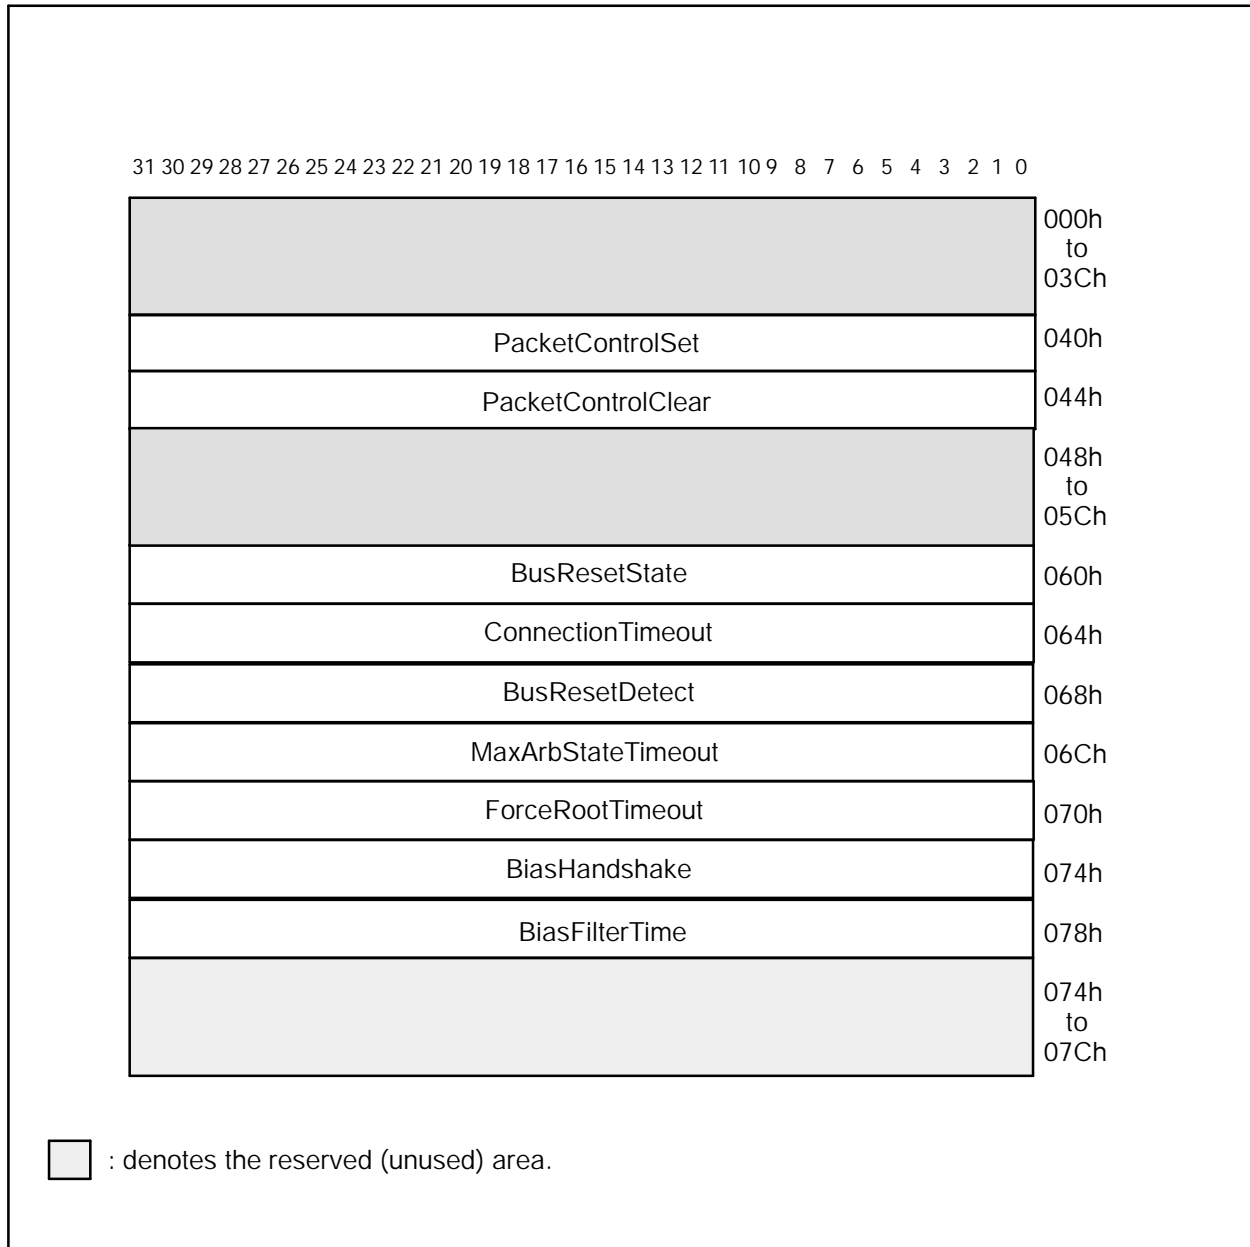 31 30 29 28 27 26 25 24 23 22 21 20 19 18 17 16 15 14 13 12 11 10 9 8 7 6 5 4 3 2 1 0
000h
to
03Ch
PacketControlSet 040h
PacketControlClear 044h
048h
to
05Ch
BusResetState 060h
ConnectionTimeout 064h
BusResetDetect 068h
MaxArbStateTimeout 06Ch
ForceRootTimeout 070h
BiasHandshake 074h
BiasFilterTime 078h
074h
to
07Ch
: denotes the reserved (unused) area.